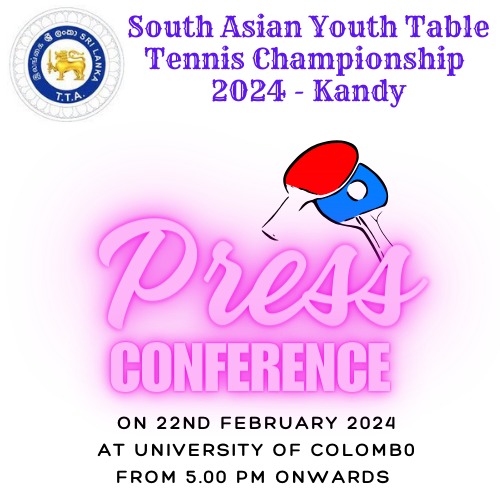 ශ්‍රී ලංකා
SRI LANKA
இலங்கை
T.T.A.
South Asian Youth Table
Tennis Championship
2024 - Kandy
Press
CONFERENCE
ON 22ND FEBRUARY 2024
AT UNIVERSITY OF COLOMB0
FROM 5.00 PM ONWARDS